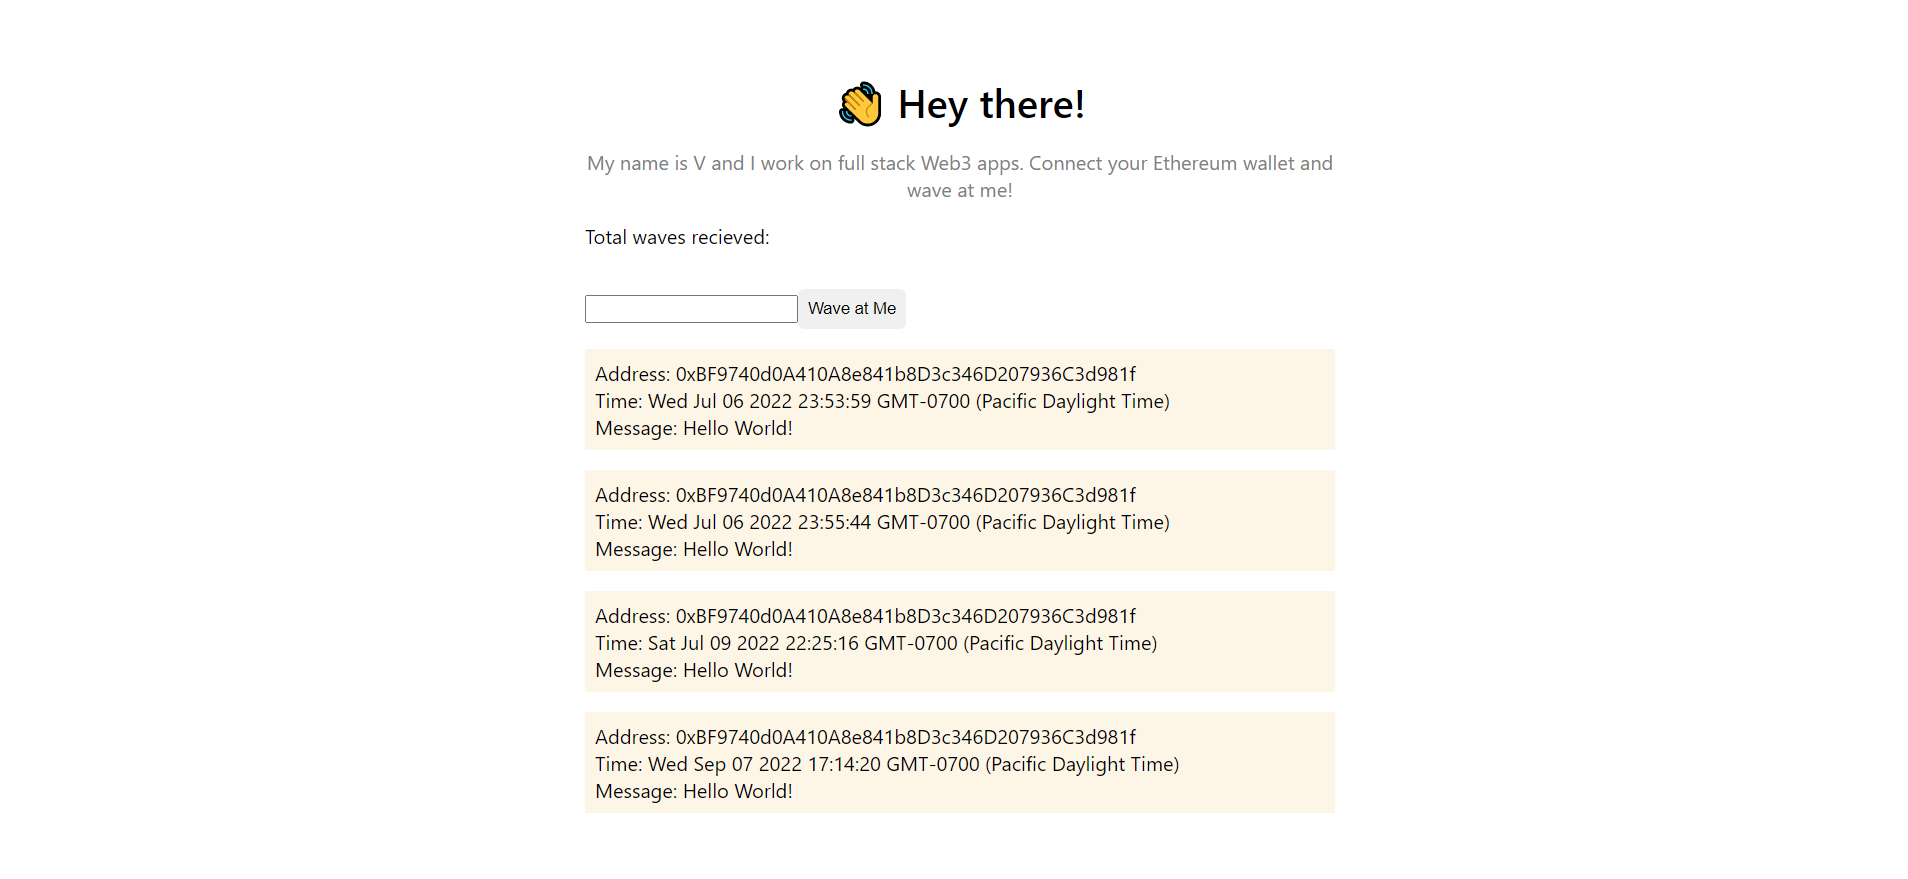 👋 Hey there!
My name is V and I work on full stack Web3 apps. Connect your Ethereum wallet and
wave at me!
Total waves recieved:
Wave at Me
Address: 0xBF9740d0A410A8e841b8D3c346D207936C3d981f
Time: Wed Jul 06 2022 23:53:59 GMT-0700 (Pacific Daylight Time)
Message: Hello World!
Address: 0xBF9740d0A410A8e841b8D3c346D207936C3d981f
Time: Wed Jul 06 2022 23:55:44 GMT-0700 (Pacific Daylight Time)
Message: Hello World!
Address: 0xBF9740d0A410A8e841b8D3c346D207936C3d981f
Time: Sat Jul 09 2022 22:25:16 GMT-0700 (Pacific Daylight Time)
Message: Hello World!
Address: 0xBF9740d0A410A8e841b8D3c346D207936C3d981f
Time: Wed Sep 07 2022 17:14:20 GMT-0700 (Pacific Daylight Time)
Message: Hello World!